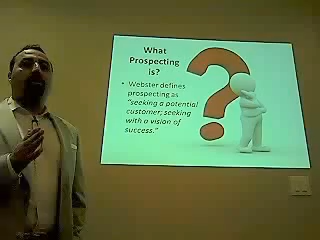 What
Prospecting
is?
• Webster defines
prospecting as
"seeking a potential
customer; seeking
with a vision of
success."